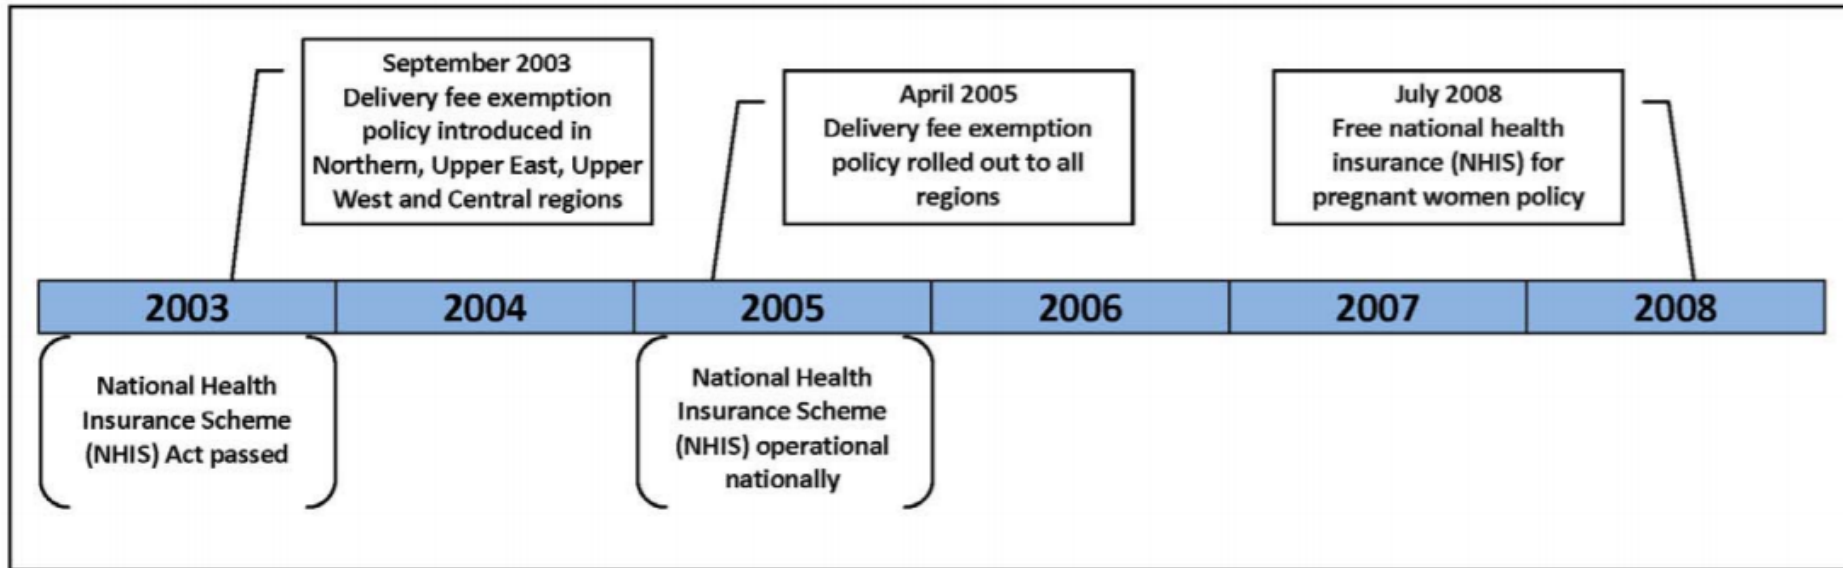 September 2003
Delivery fee exemption
policy introduced in
Northern, Upper East, Upper
West and Central regions
April 2005
Delivery fee exemption
policy rolled out to all
regions
July 2008
Free national health
insurance (NHIS) for
pregnant women policy
2003
2004
2005
2006
2007
2008
National Health
Insurance Scheme
(NHIS) Act passed
National Health
Insurance Scheme
(NHIS) operational
nationally